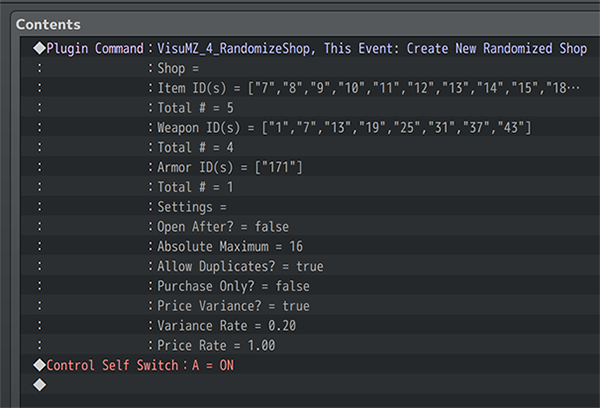 Contents
◆Plugin Command：VisuMZ_4_RandomizeShop, This Event: Create New Randomized Shop
：　　　　　　：Shop =
：　　　　　　：Item ID(s) = ["7","8","9","10","11","12","13","14","15","18…
：　　　　　　：Total # = 5
：　　　　　　：Weapon ID(s) = ["1","7","13","19","25","31","37","43"]
：　　　　　　：Total # = 4
：　　　　　　：Armor ID(s) = ["171"]
：　　　　　　：Total # = 1
：　　　　　　：Settings =
：　　　　　　：Open After? = false
：　　　　　　：Absolute Maximum = 16
：　　　　　　：Allow Duplicates? = true
：　　　　　　：Purchase Only? = false
：　　　　　　：Price Variance? = true
：　　　　　　：Variance Rate = 0.20
：　　　　　　：Price Rate = 1.00
◆Control Self Switch：A = ON
◆